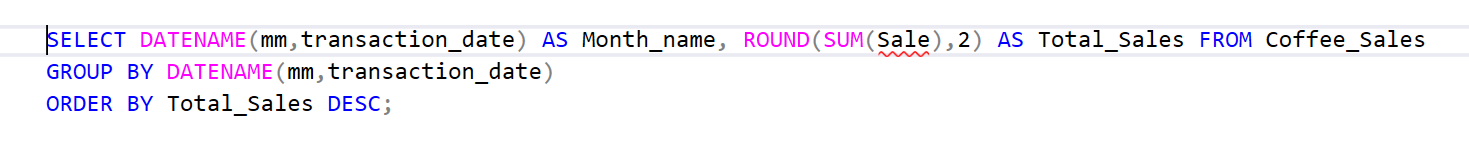 SELECT DATENAME(mm,transaction_date) AS Month_name, ROUND(SUM(Sale),2) AS Total_Sales FROM Coffee_Sales
GROUP BY DATENAME(mm,transaction_date)
ORDER BY Total_Sales DESC;